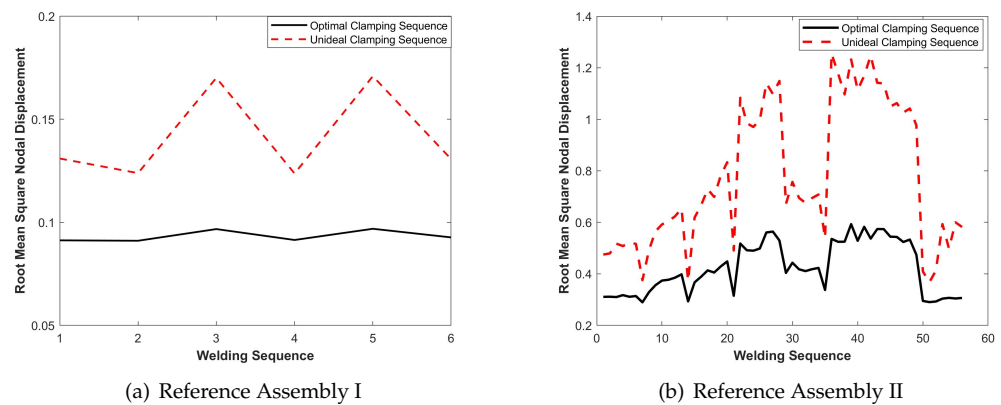 0.2
0.15
0.1
0.05
Root Mean Square Nodal Displacement
Optimal Clamping Sequence
Unideal Clamping Sequence
1 2 3 4 5 6
Welding Sequence
(a) Reference Assembly I
1.4
1.2
1
0.8
0.6
0.4
0.2
Root Mean Square Nodal Displacement
Optimal Clamping Sequence
Unideal Clamping Sequence
0 10 20 30 40 50 60
Welding Sequence
(b) Reference Assembly II